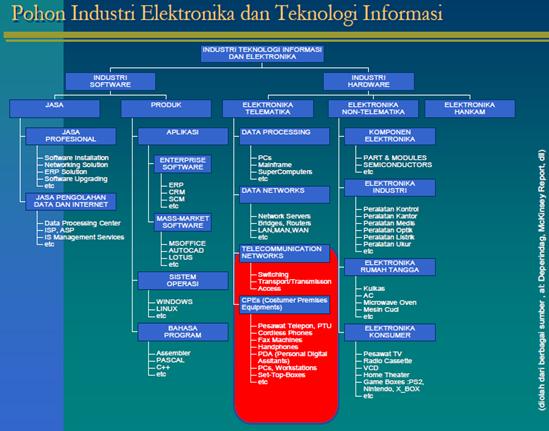 Pohon Industri Elektronika dan Teknologi Informasi
INDUSTRI TEKNOLOGI INFORMASI
DAN ELEKTRONIKA
INDUSTRI
SOFTWARE
INDUSTRI
HARDWARE
JASA
PRODUK
ELEKTRONIKA
TELEMATIKA
ELEKTRONIKA
NON-TELEMATIKA
ELEKTRONIKA
HANKAM
JASA
PROFESIONAL
Software Installation
Networking Solution
ERP Solution
Software Upgrading
etc
JASA PENGOLAHAN
DATA DAN INTERNET
Data Processing Center
ISP, ASP
IS Management Services
etc
APLIKASI
ENTERPRISE
SOFTWARE
ERP
CRM
SCM
etc
MASS-MARKET
SOFTWARE
MSOFFICE
AUTOCAD
LOTUS
etc
SISTEM
OPERASI
WINDOWS
LINUX
etc
BAHASA
PROGRAM
Assembler
PASCAL
C++
etc
DATA PROCESSING
PCs
Mainframe
SuperComputers
etc
DATA NETWORKS
Network Servers
Bridges, Routers
LAN,MAN,WAN
etc
TELECOMMUNICATION
NETWORKS
Switching
Transport/Transmisson
Access
CPEs (Costumer Premises
Equipments)
Pesawat Telepon, PTU
Cordless Phones
Fax Machines
Handphones
PDA (Personal Digital
Assitants)
PCs, Workstations
Set-Top-Boxes
etc
KOMPONEN
ELEKTRONIKA
PART & MODULES
SEMICONDUCTORS
etc
ELEKTRONIKA
INDUSTRI
Peralatan Kontrol
Peralatan Kantor
Peralatan Medis
Peralatan Optik
Peralatan Listrik
Peralatan Ukur
etc
ELEKTRONIKA
RUMAH TANGGA
Kulkas
AC
Microwave Oven
Mesin Cuci
etc
ELEKTRONIKA
KONSUMER
Pesawat TV
Radio Cassette
VCD
Home Theater
Game Boxes :PS2,
Nintendo, X_BOX
etc
(diolah dari berbagai sumber , at: Deperindag, McKinsey Report, dll)